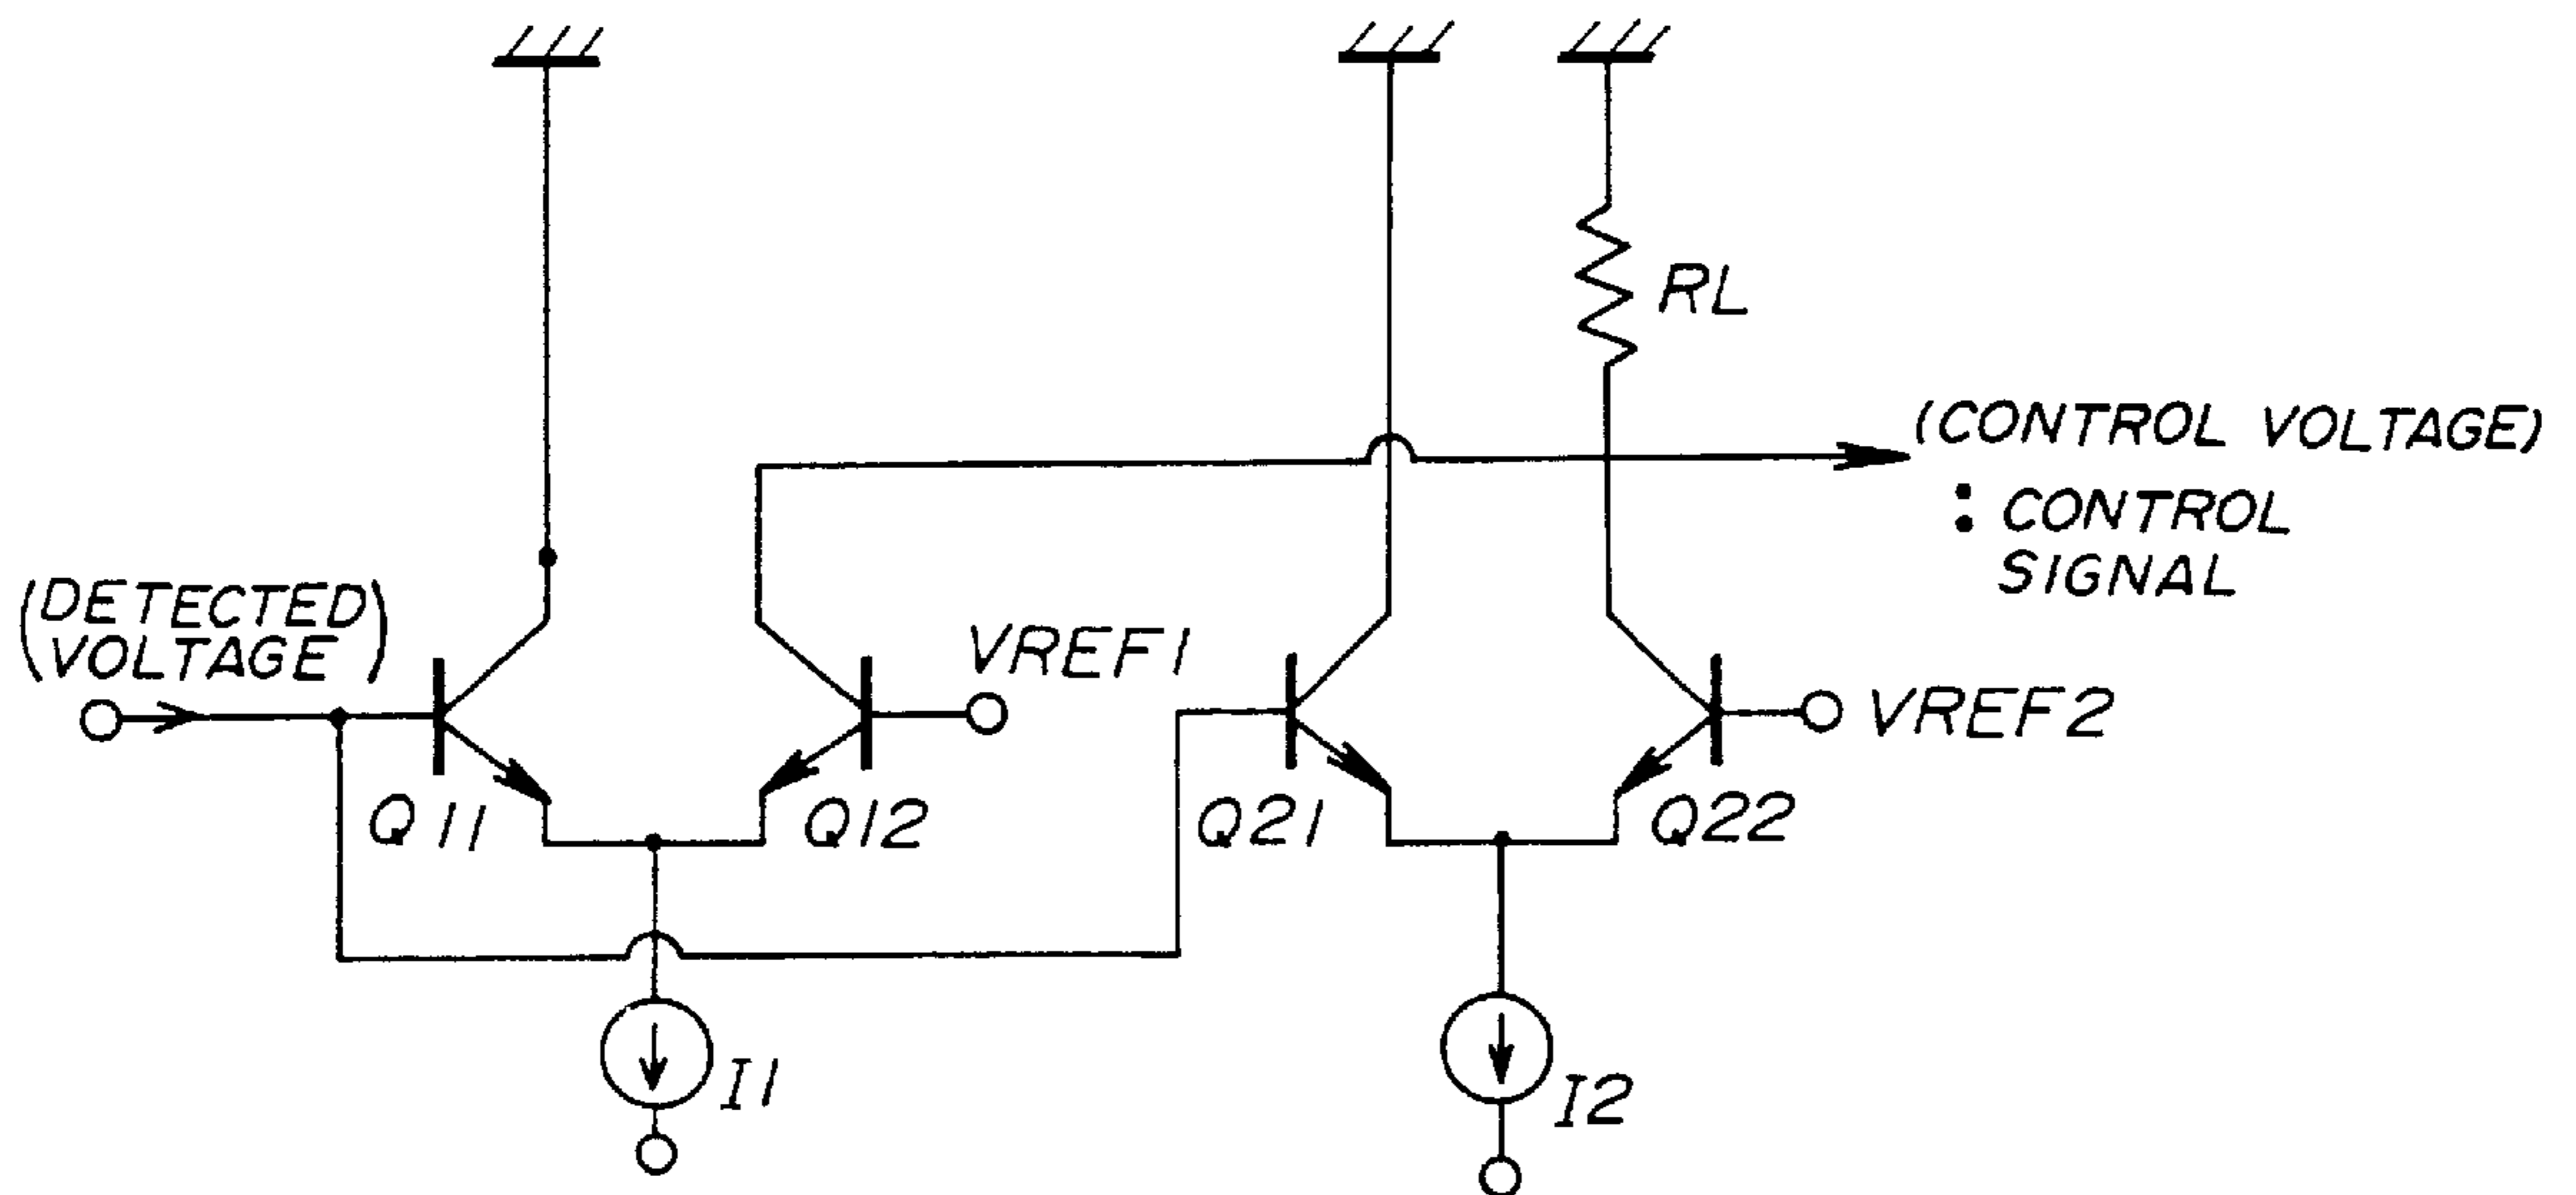 RL
(CONTROL VOLTAGE)
: CONTROL
SIGNAL
(DETECTED
VOLTAGE)
VREF1
VREF2
Q11
Q12
Q21
Q22
I1
I2